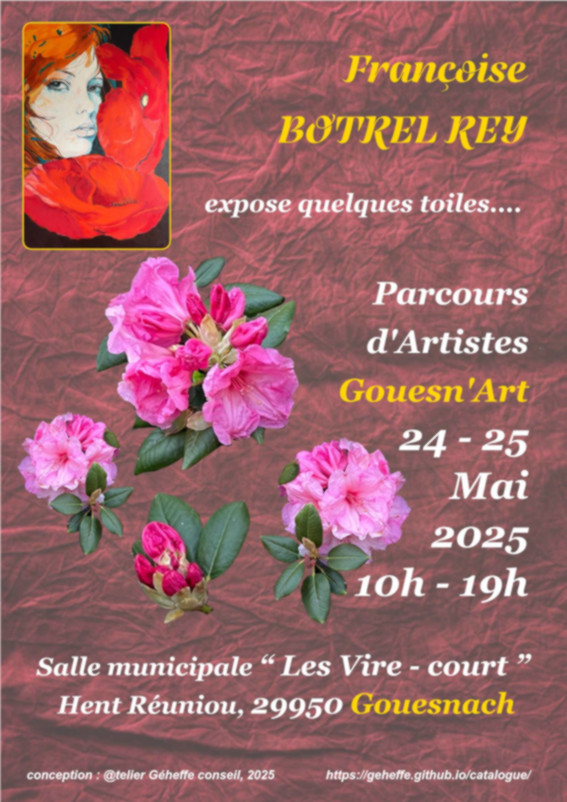 Françoise
BOTREL REY
expose quelques toiles....
Parcours
d'Artistes
Gouesn'Art
24 - 25
Mai
2025
10h - 19h
Salle municipale “ Les Vire - court ”
Hent Réuniou, 29950 Gouesnach
conception : @telier Géheffe conseil, 2025 https://geheffe.github.io/catalogue/